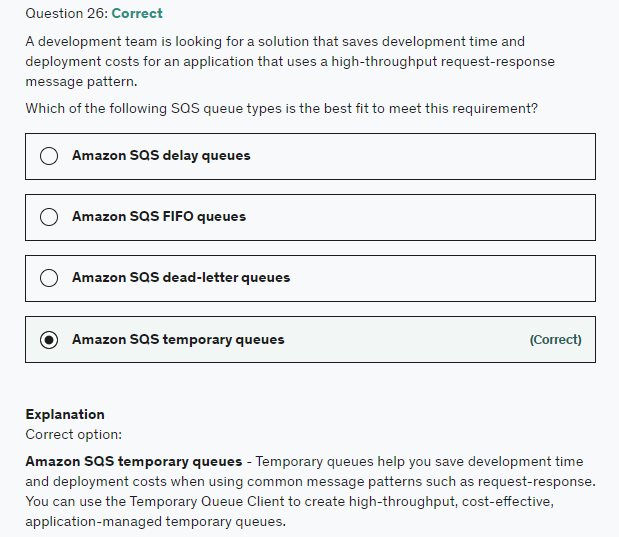 Question 26: Correct
A development team is looking for a solution that saves development time and
deployment costs for an application that uses a high-throughput request-response
message pattern.
Which of the following SQS queue types is the best fit to meet this requirement?
Amazon SQS delay queues
Amazon SQS FIFO queues
Amazon SQS dead-letter queues
Amazon SQS temporary queues (Correct)
Explanation
Correct option:
Amazon SQS temporary queues - Temporary queues help you save development time
and deployment costs when using common message patterns such as request-response.
You can use the Temporary Queue Client to create high-throughput, cost-effective,
application-managed temporary queues.